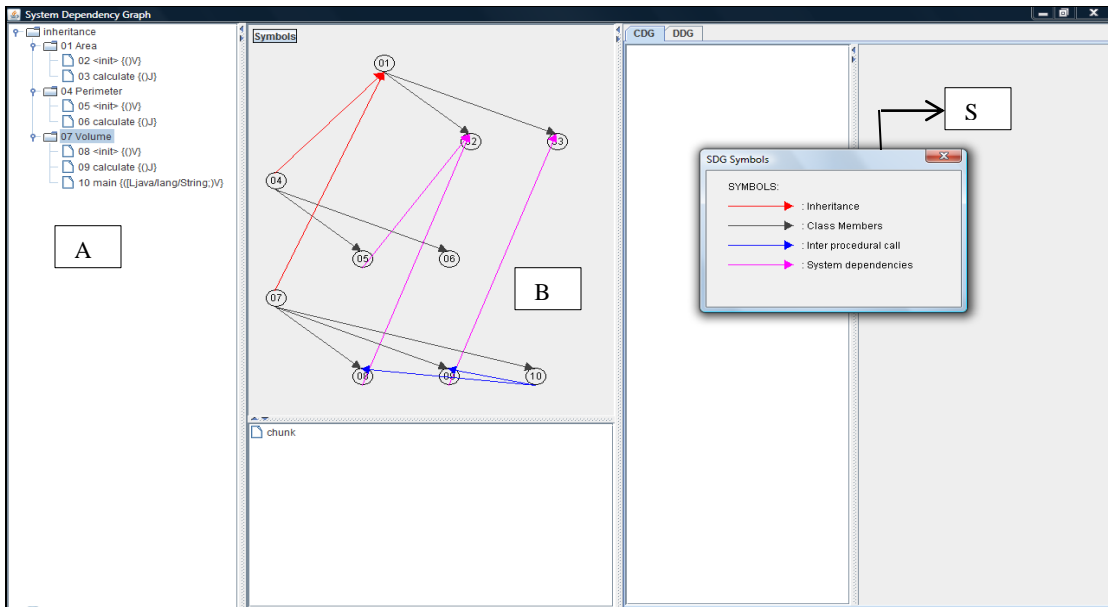 System Dependency Graph
inheritance
01 Area
02 <init> {()V}
03 calculate {()J}
04 Perimeter
05 <init> {()V}
06 calculate {()J}
07 Volume
08 <init> {()V}
09 calculate {()J}
10 main {([Ljava/lang/String;)V}
A
Symbols
01
02
03
04
05
06
07
08
09
10
B
chunk
CDG DDG
S
SDG Symbols
SYMBOLS:
: Inheritance
: Class Members
: Inter procedural call
: System dependencies